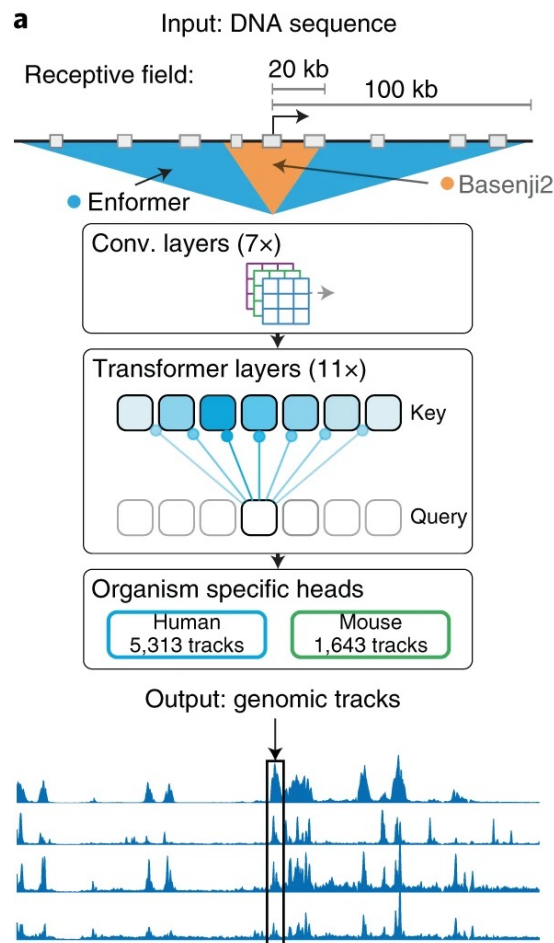 a
Input: DNA sequence
Receptive field:
20 kb
100 kb
Enformer
Basenji2
Conv. layers (7×)
Transformer layers (11×)
Key
Query
Organism specific heads
Human
5,313 tracks
Mouse
1,643 tracks
Output: genomic tracks